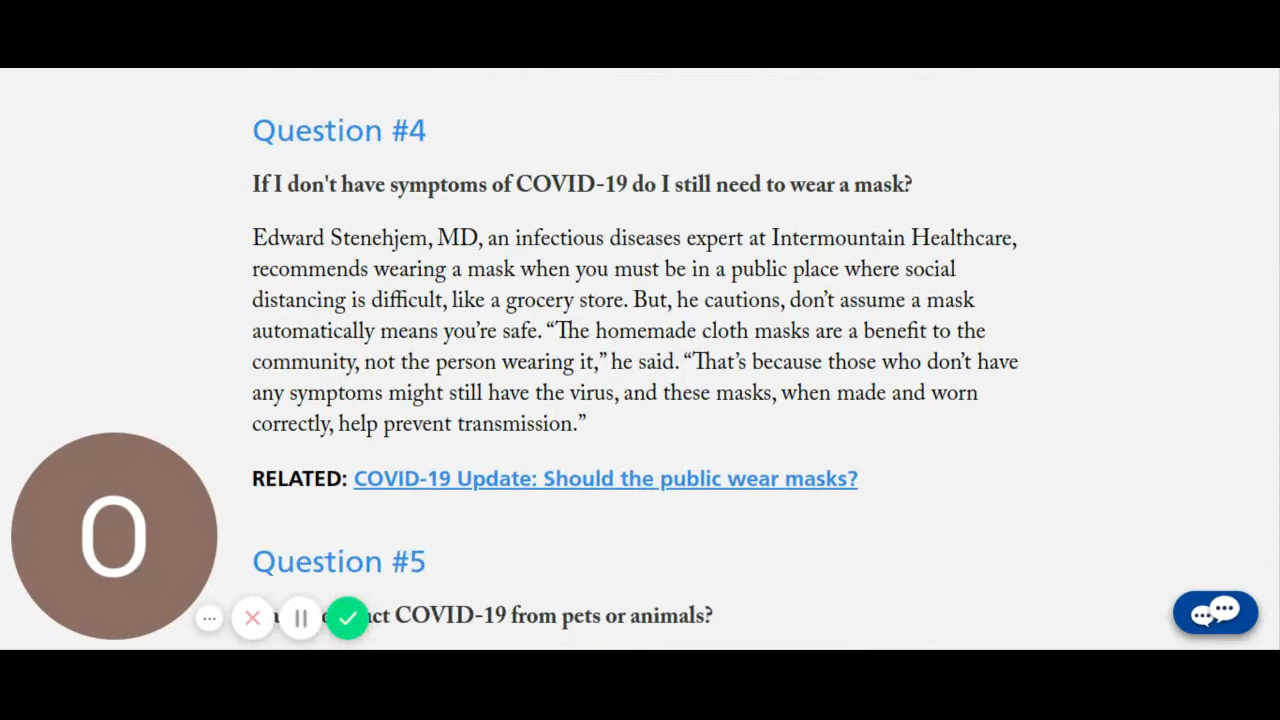 Question #4
If I don't have symptoms of COVID-19 do I still need to wear a mask?
Edward Stenehjem, MD, an infectious diseases expert at Intermountain Healthcare,
recommends wearing a mask when you must be in a public place where social
distancing is difficult, like a grocery store. But, he cautions, don’t assume a mask
automatically means you’re safe. “The homemade cloth masks are a benefit to the
community, not the person wearing it,” he said. “That’s because those who don’t have
any symptoms might still have the virus, and these masks, when made and worn
correctly, help prevent transmission.”
RELATED: COVID-19 Update: Should the public wear masks?
O
Question #5
COVID-19 from pets or animals?